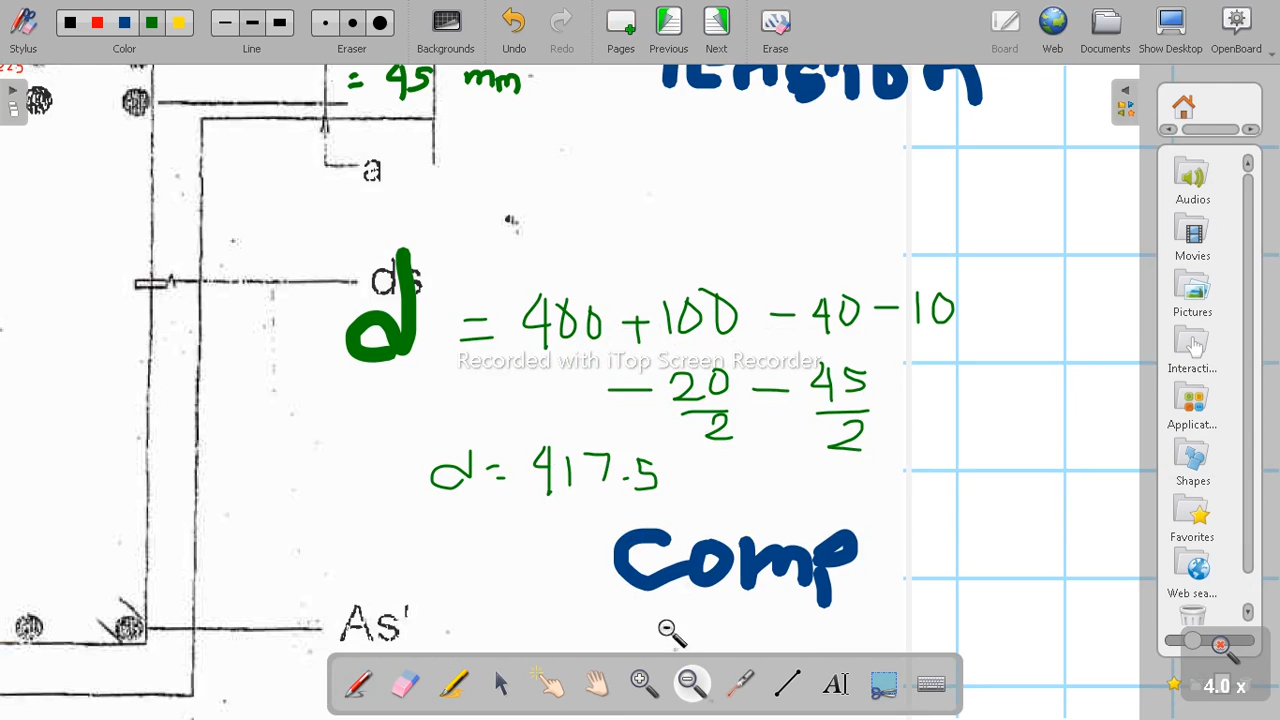 Stylus Color Line Eraser Backgrounds Undo Redo Pages Previous Next Erase Board Web Documents Show Desktop OpenBoard
= 45 mm
TENSION
a
ds
d = 400 + 100 - 40 - 10
Recorded with iTop Screen Recorder
- 20/2 - 45/2
d = 417.5
comp
As'
Audios
Movies
Pictures
Interacti...
Applicat...
Shapes
Favorites
Web sea...
4.0 x